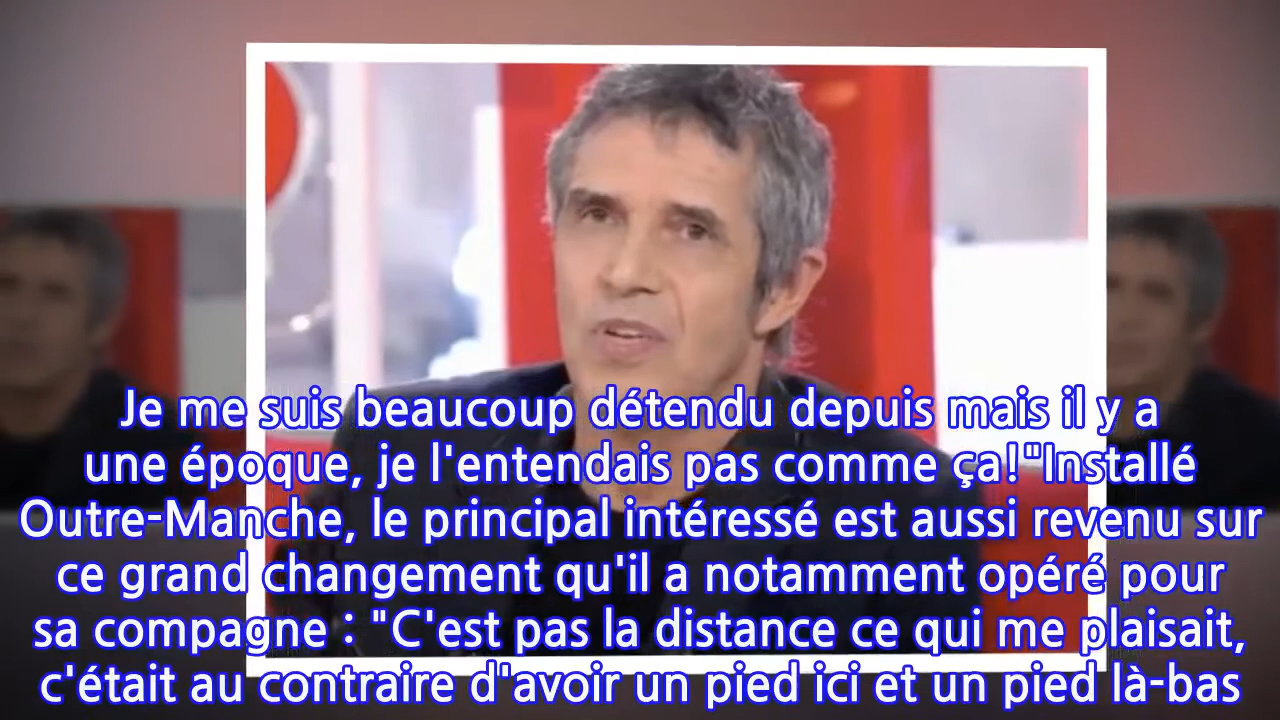 Je me suis beaucoup détendu depuis mais il y a
une époque, je l'entendais pas comme ça!"Installé
Outre-Manche, le principal intéressé est aussi revenu sur
ce grand changement qu'il a notamment opéré pour
sa compagne : "C'est pas la distance ce qui me plaisait,
c'était au contraire d'avoir un pied ici et un pied là-bas